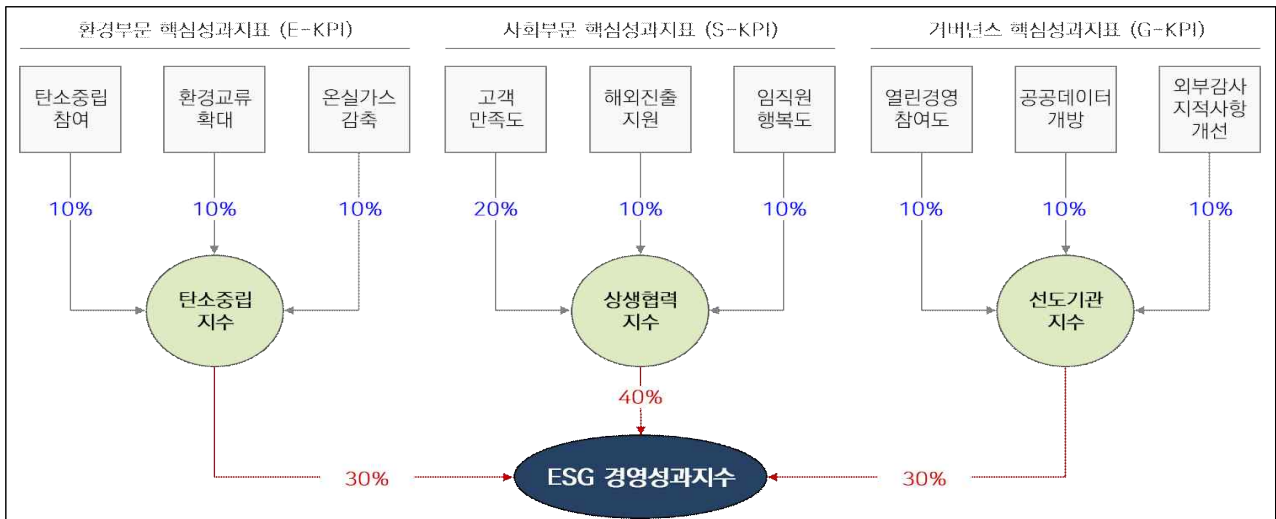 환경부문 핵심성과지표 (E-KPI)
사회부문 핵심성과지표 (S-KPI)
거버넌스 핵심성과지표 (G-KPI)
탄소중립
참여
환경교류
확대
온실가스
감축
고객
만족도
해외진출
지원
임직원
행복도
열린경영
참여도
공공데이터
개방
외부감사
지적사항
개선
10%
10%
10%
20%
10%
10%
10%
10%
10%
탄소중립
지수
상생협력
지수
선도기관
지수
40%
30%
ESG 경영성과지수
30%